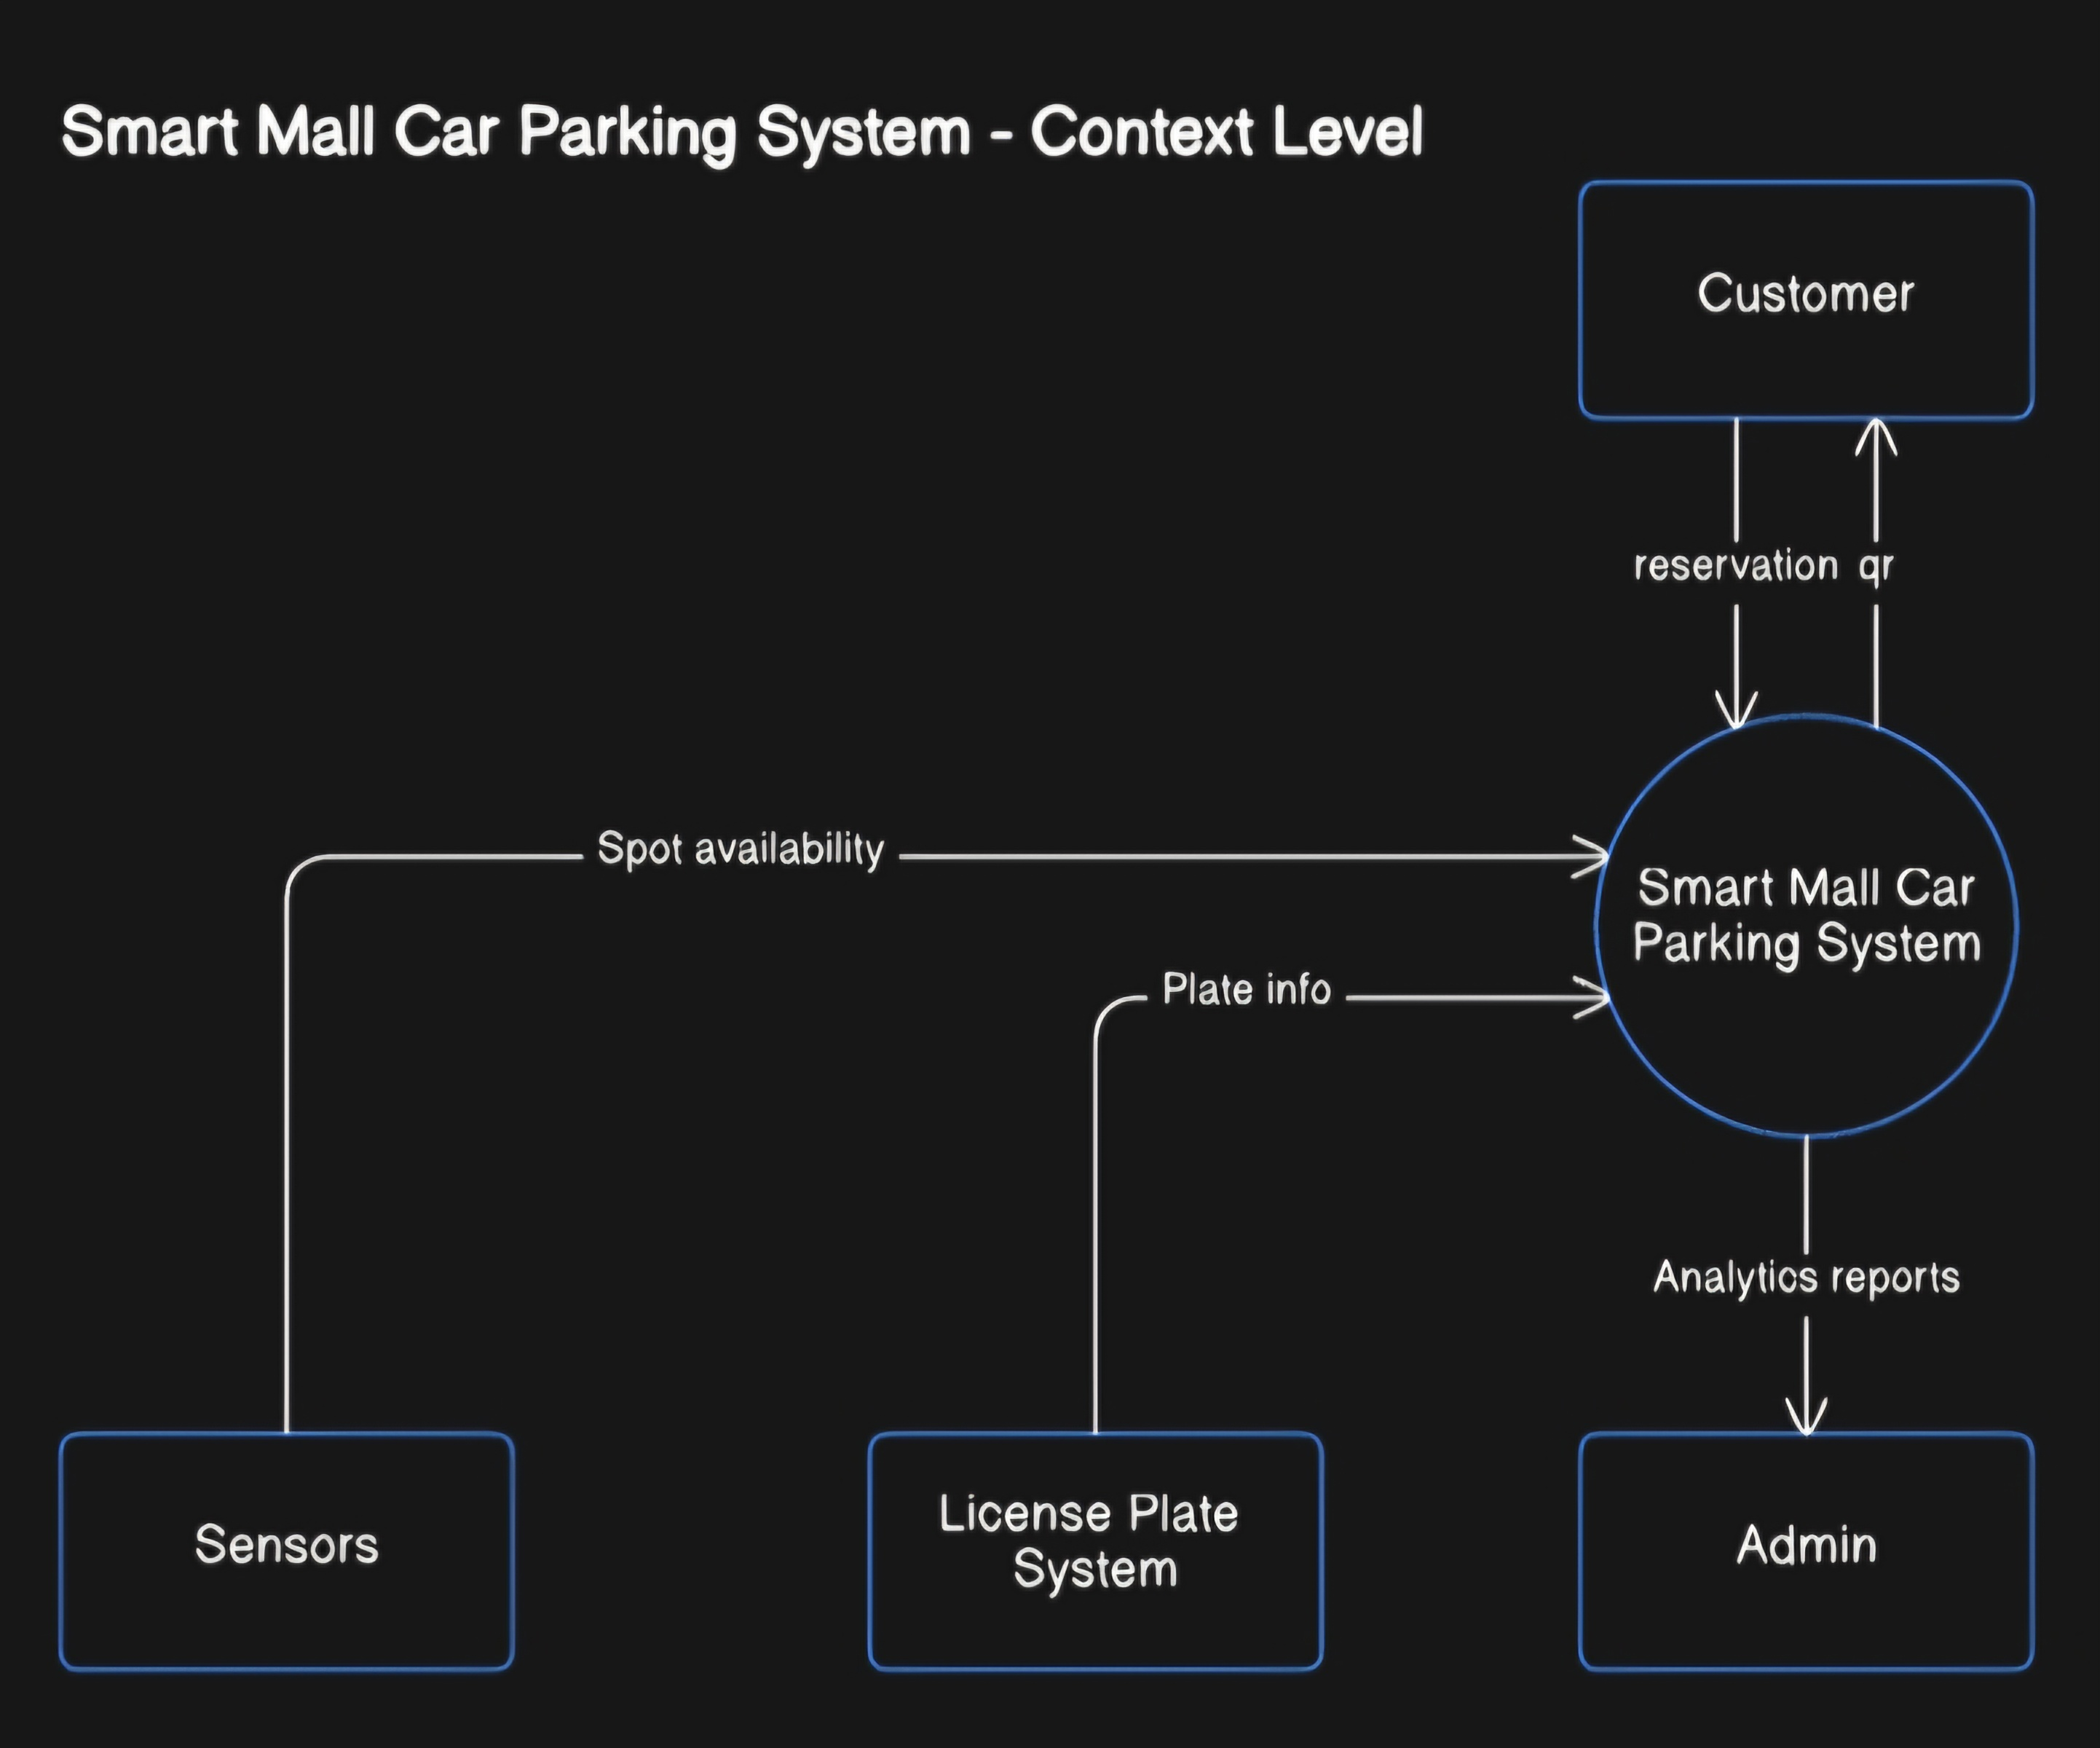 Smart Mall Car Parking System - Context Level
Customer
reservation
qr
Spot availability
Smart Mall Car
Parking System
Plate info
Analytics reports
Sensors
License Plate
System
Admin